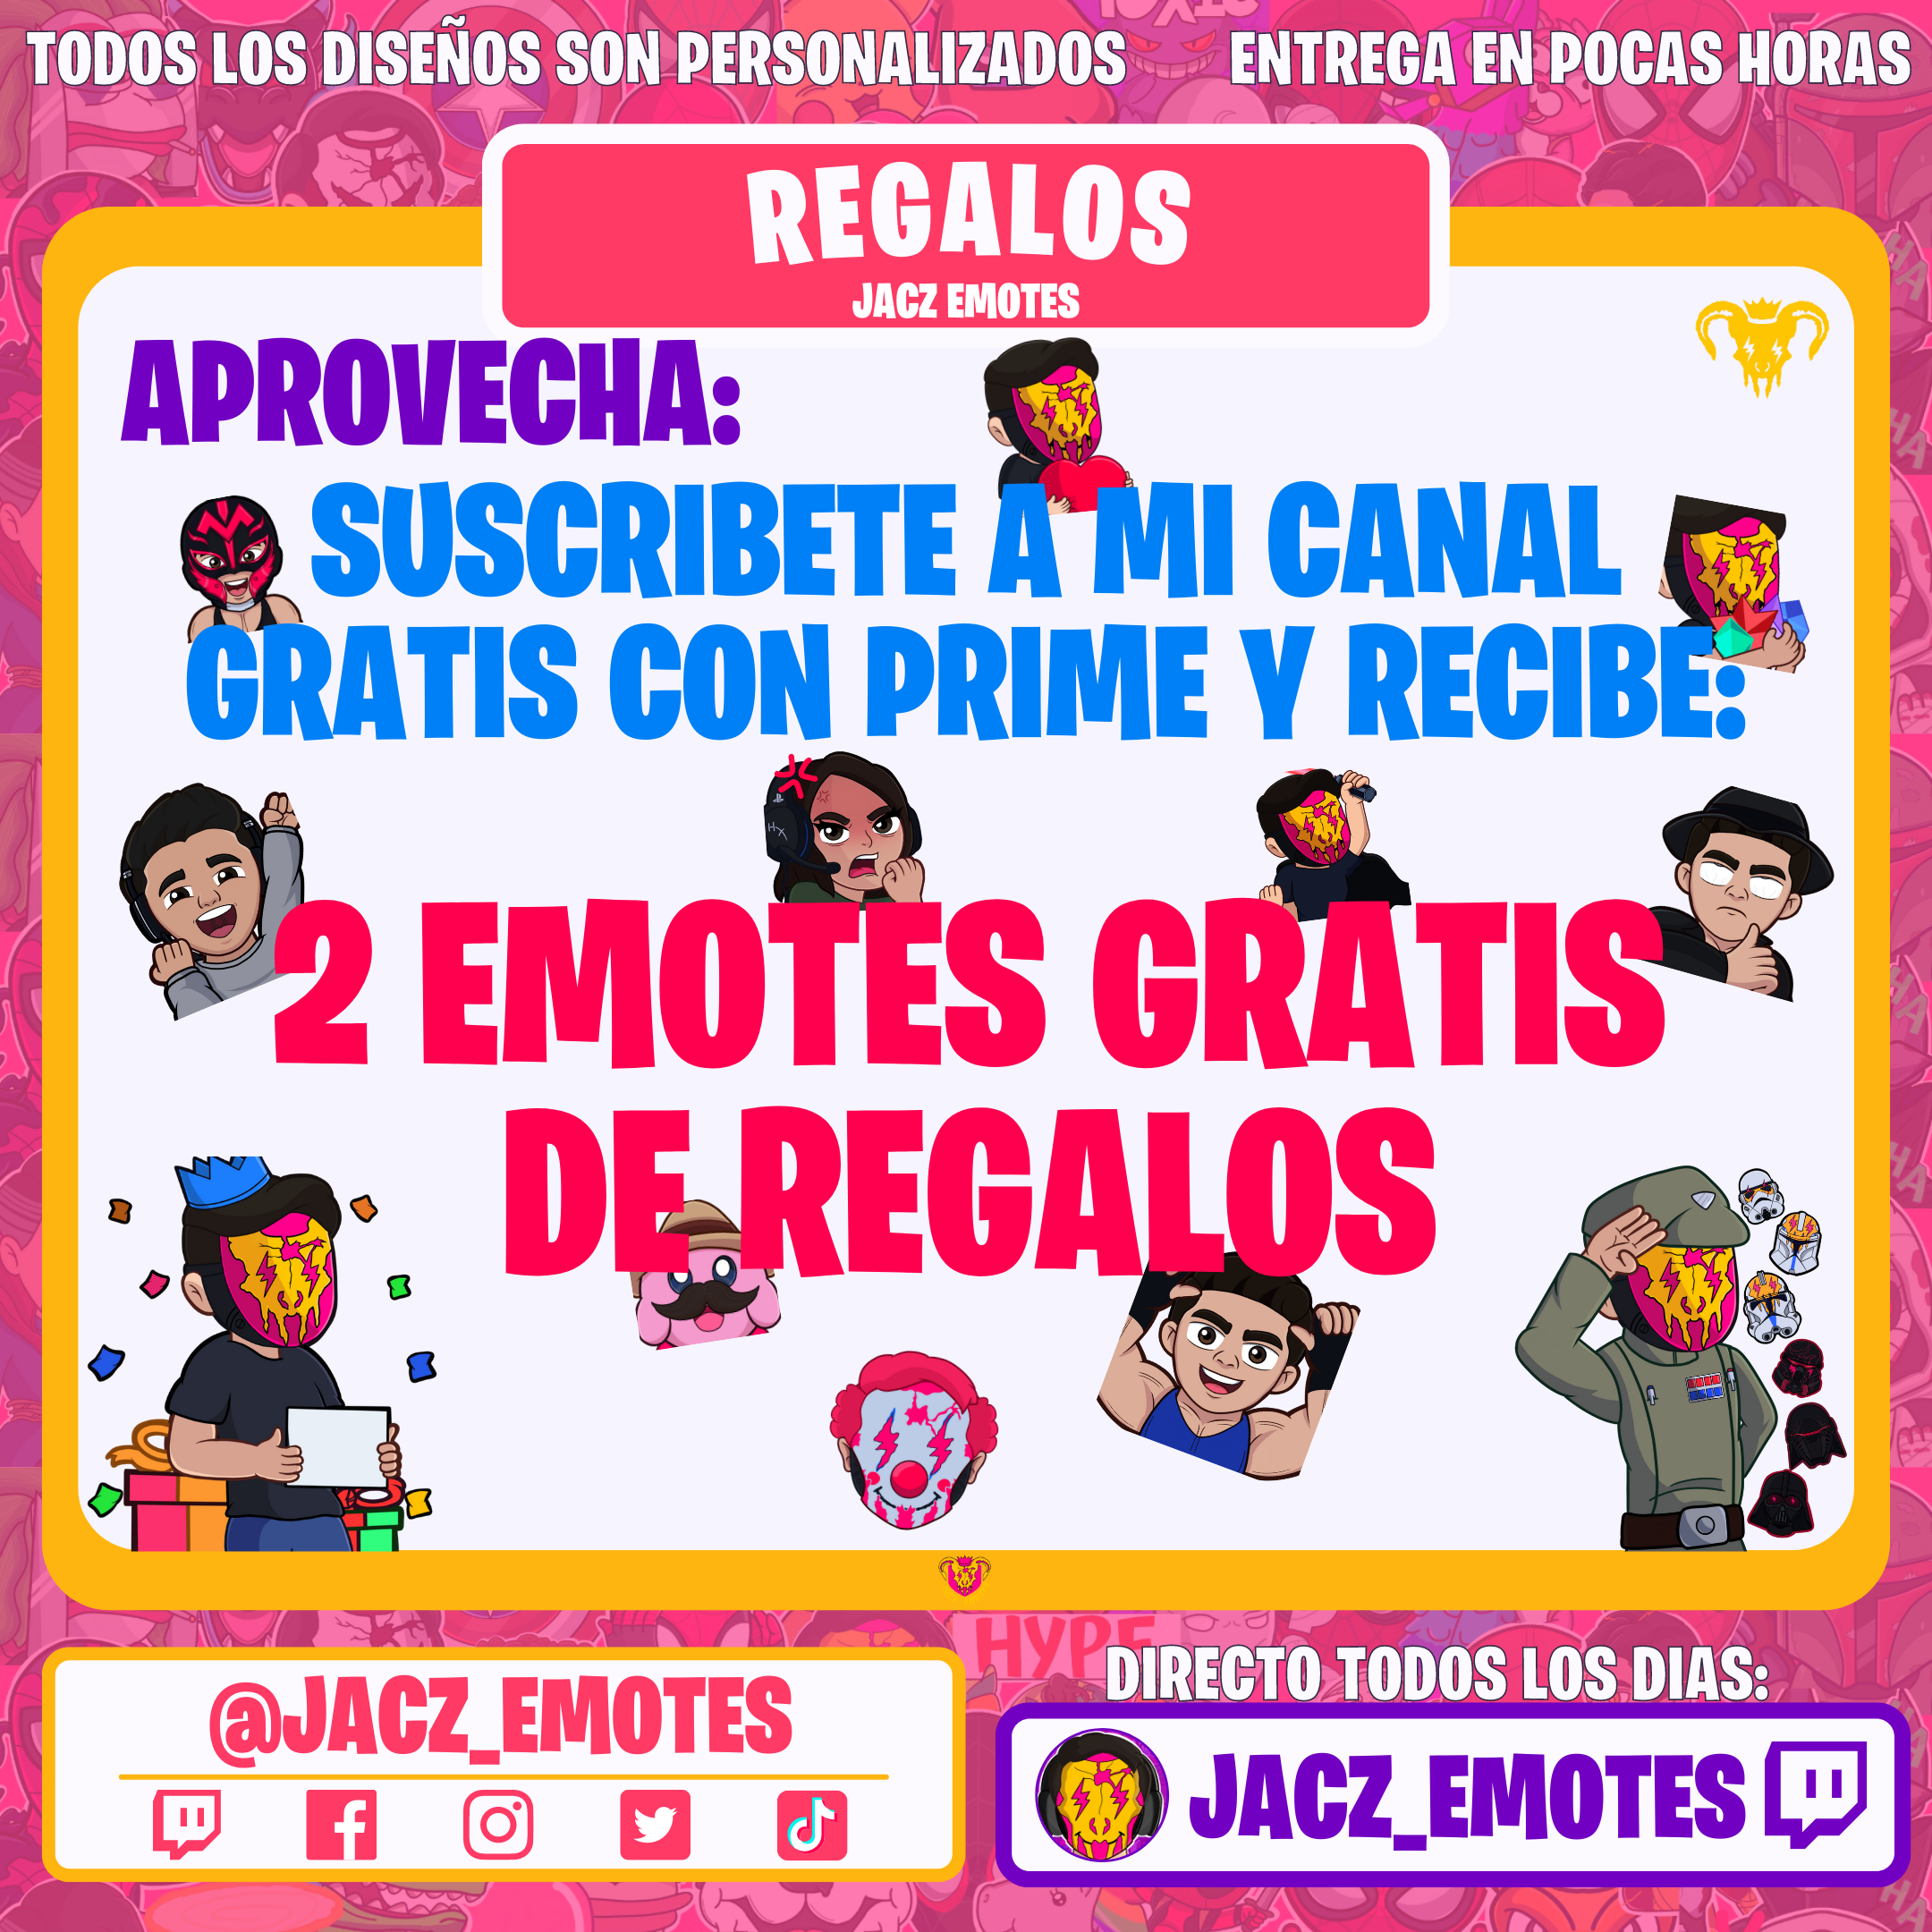 TODOS LOS DISEÑOS SON PERSONALIZADOS
ENTREGA EN POCAS HORAS
REGALOS
JACZ EMOTES
APROVECHA:
SUSCRIBETE A MI CANAL
GRATIS CON PRIME Y RECIBE:
2 EMOTES GRATIS
DE REGALOS
HYPE
@JACZ_EMOTES
DIRECTO TODOS LOS DIAS:
JACZ_EMOTES